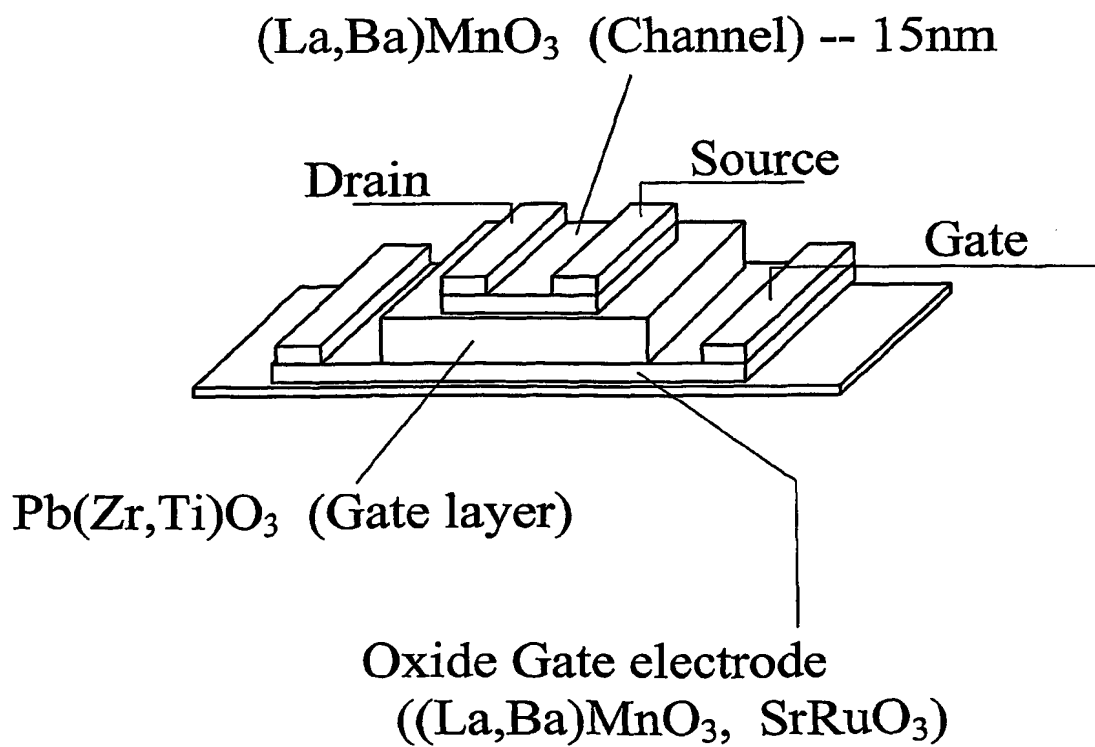 (La,Ba)MnO₃ (Channel) -- 15nm
Drain
Source
Gate
Pb(Zr,Ti)O₃ (Gate layer)
Oxide Gate electrode
((La,Ba)MnO₃, SrRuO₃)